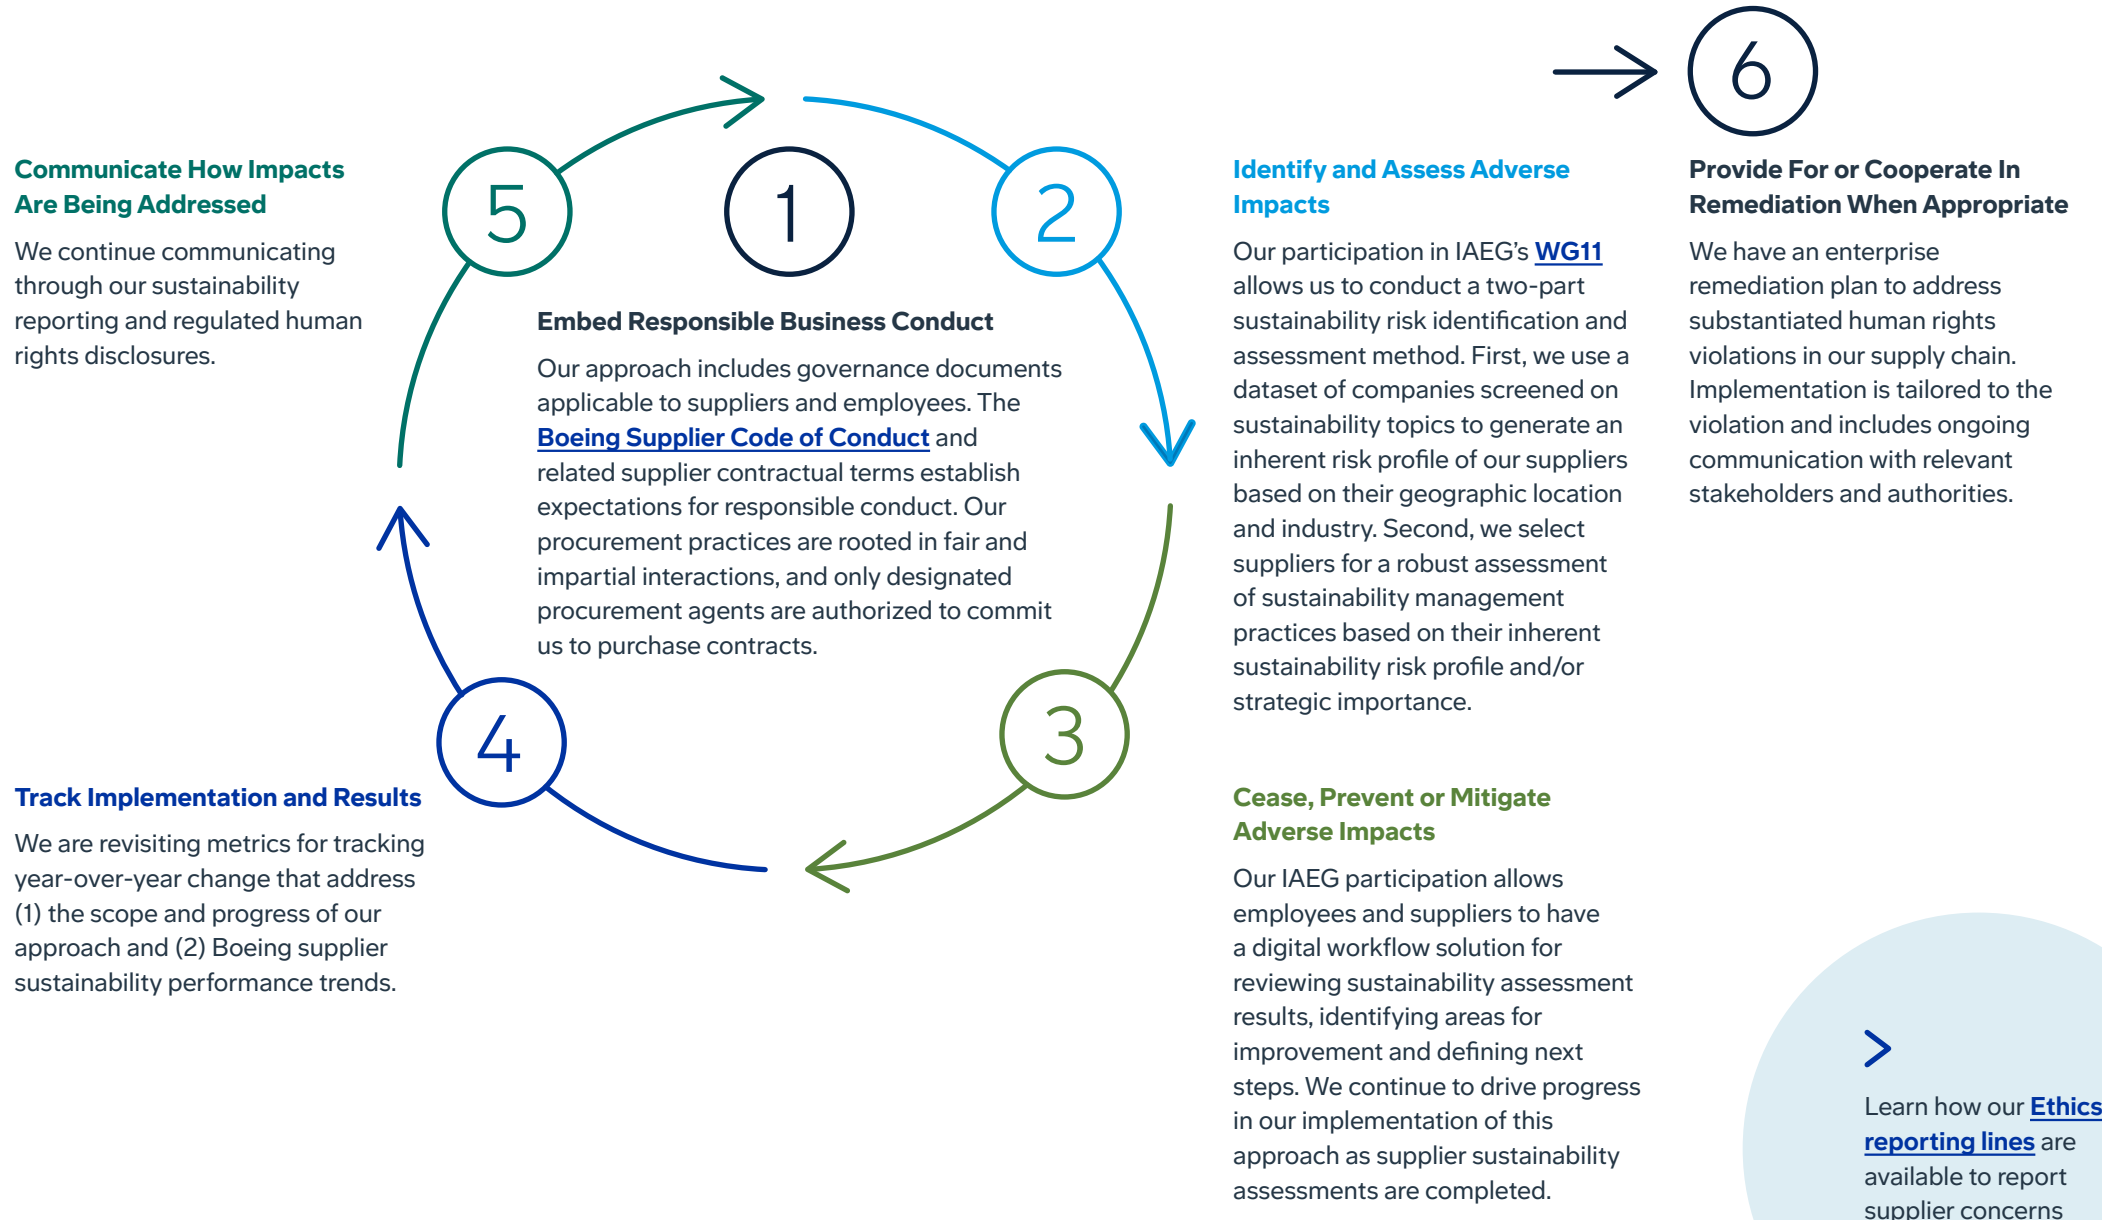 1
Embed Responsible Business Conduct
Our approach includes governance documents
applicable to suppliers and employees. The
Boeing Supplier Code of Conduct and
related supplier contractual terms establish
expectations for responsible conduct. Our
procurement practices are rooted in fair and
impartial interactions, and only designated
procurement agents are authorized to commit
us to purchase contracts.
2
Identify and Assess Adverse
Impacts
Our participation in IAEG’s WG11
allows us to conduct a two-part
sustainability risk identification and
assessment method. First, we use a
dataset of companies screened on
sustainability topics to generate an
inherent risk profile of our suppliers
based on their geographic location
and industry. Second, we select
suppliers for a robust assessment
of sustainability management
practices based on their inherent
sustainability risk profile and/or
strategic importance.
3
Cease, Prevent or Mitigate
Adverse Impacts
Our IAEG participation allows
employees and suppliers to have
a digital workflow solution for
reviewing sustainability assessment
results, identifying areas for
improvement and defining next
steps. We continue to drive progress
in our implementation of this
approach as supplier sustainability
assessments are completed.
4
Track Implementation and Results
We are revisiting metrics for tracking
year-over-year change that address
(1) the scope and progress of our
approach and (2) Boeing supplier
sustainability performance trends.
5
Communicate How Impacts
Are Being Addressed
We continue communicating
through our sustainability
reporting and regulated human
rights disclosures.
6
Provide For or Cooperate In
Remediation When Appropriate
We have an enterprise
remediation plan to address
substantiated human rights
violations in our supply chain.
Implementation is tailored to the
violation and includes ongoing
communication with relevant
stakeholders and authorities.
Learn how our Ethics
reporting lines are
available to report
supplier concerns